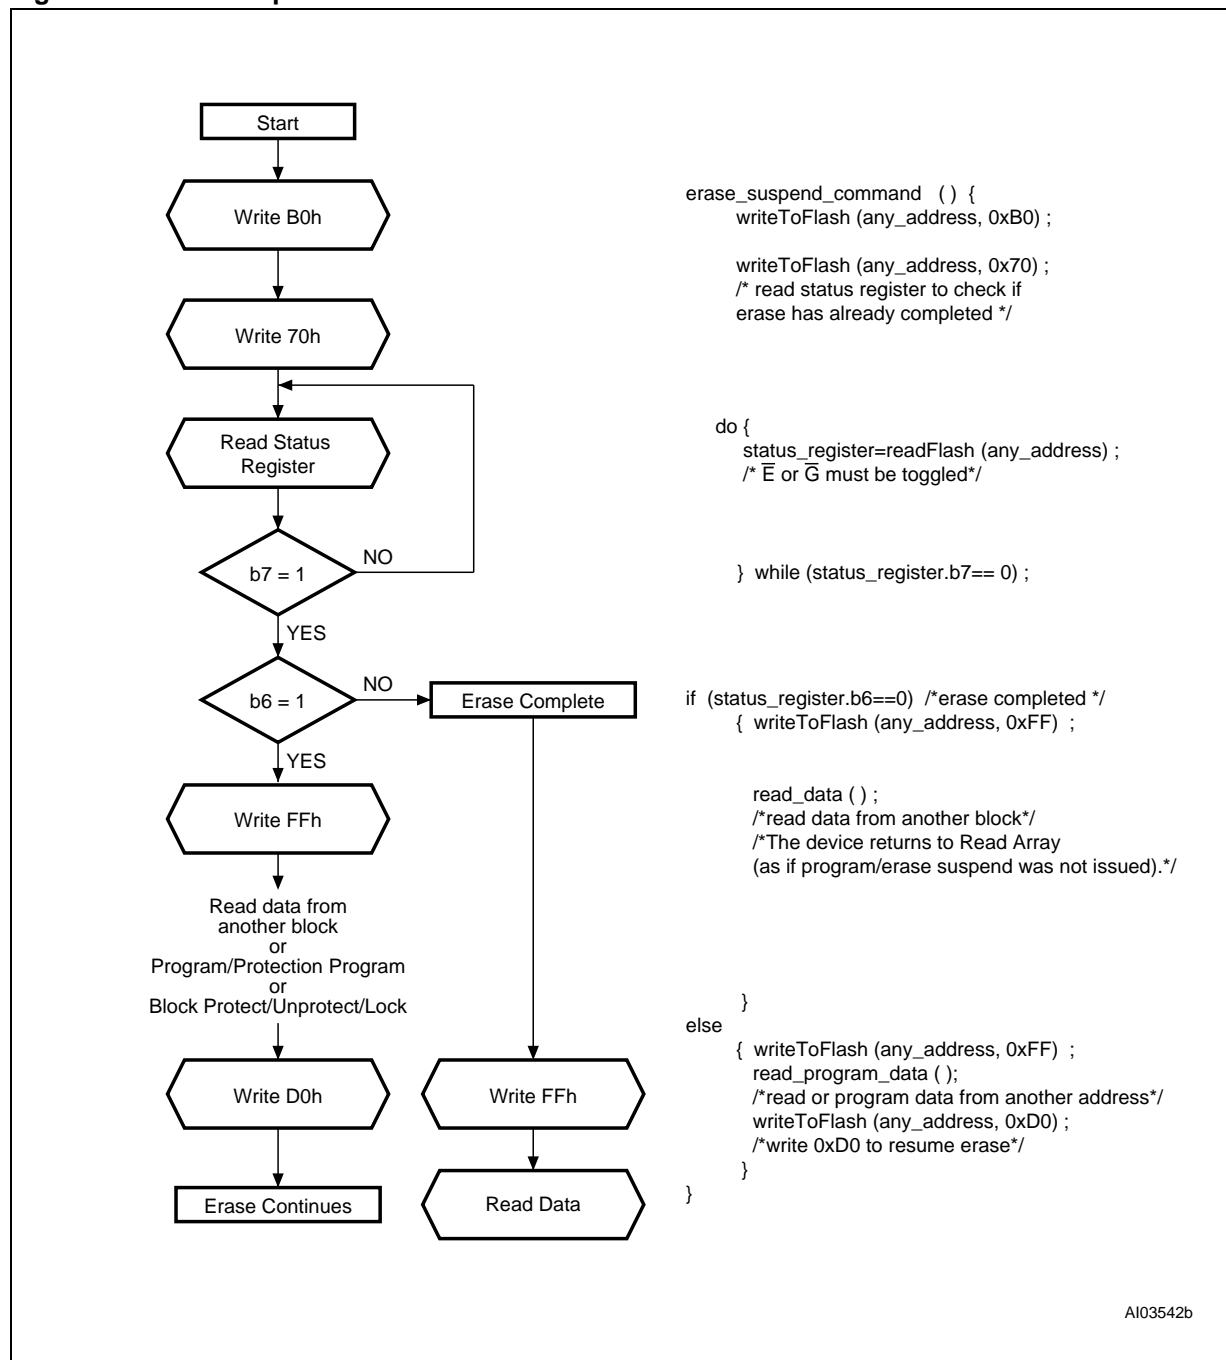 Start
Write B0h
Write 70h
Read Status
Register
b7 = 1
NO
YES
b6 = 1
NO
Erase Complete
YES
Write FFh
Read data from
another block
or
Program/Protection Program
or
Block Protect/Unprotect/Lock
Write D0h
Write FFh
Erase Continues
Read Data
erase_suspend_command ( ) {
writeToFlash (any_address, 0xB0) ;
writeToFlash (any_address, 0x70) ;
/* read status register to check if
erase has already completed */
do {
status_register=readFlash (any_address) ;
/* E̅ or G̅ must be toggled*/
} while (status_register.b7== 0) ;
if (status_register.b6==0) /*erase completed */
{ writeToFlash (any_address, 0xFF) ;
read_data ( ) ;
/*read data from another block*/
/*The device returns to Read Array
(as if program/erase suspend was not issued).*/
}
else
{ writeToFlash (any_address, 0xFF) ;
read_program_data ( );
/*read or program data from another address*/
writeToFlash (any_address, 0xD0) ;
/*write 0xD0 to resume erase*/
}
}
AI03542b